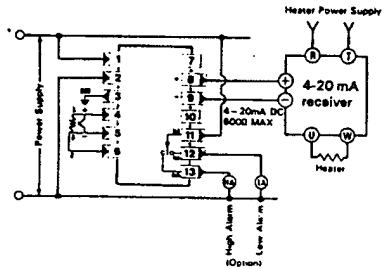 Heater Power Supply
R
T
4-20 mA
receiver
U
W
Heater
+
−
4-20mA DC
600Ω MAX
Power Supply
1
2
3
4
5
6
7
8
9
10
11
12
13
HA
LA
High Alarm
(Option)
Low Alarm